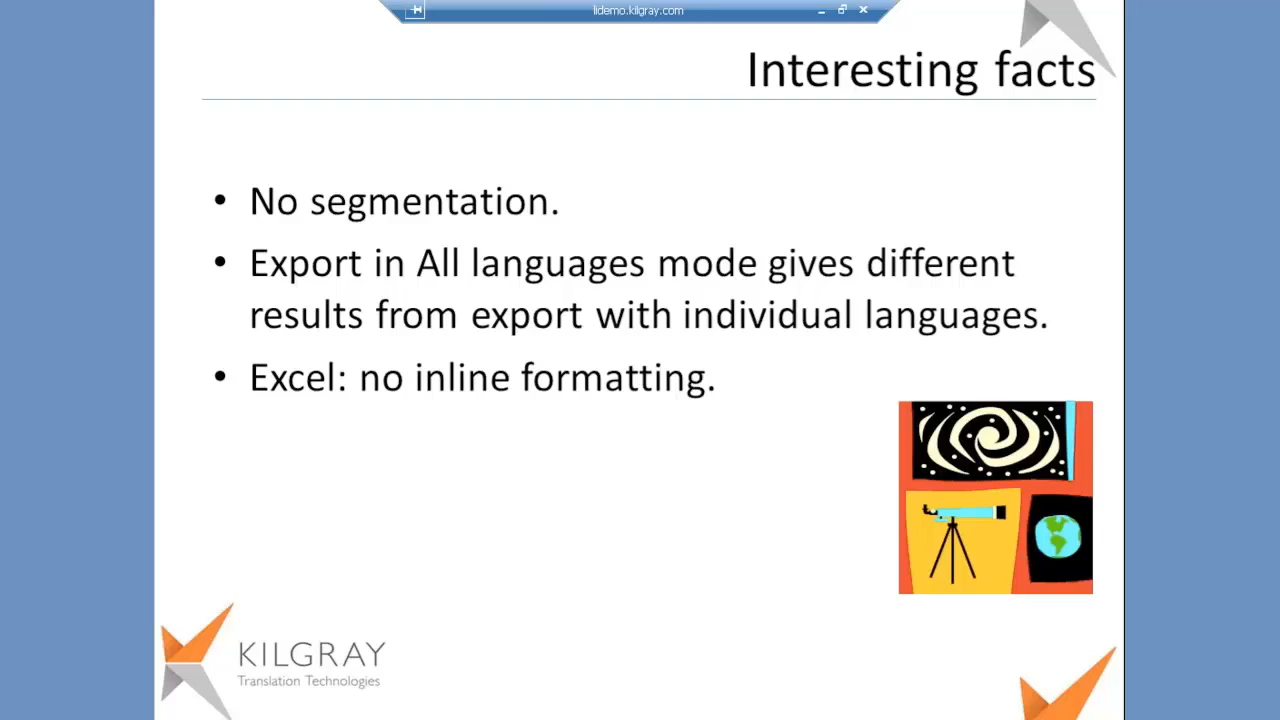 lidemo.kilgray.com
Interesting facts
• No segmentation.
• Export in All languages mode gives different
results from export with individual languages.
• Excel: no inline formatting.
KILGRAY
Translation Technologies